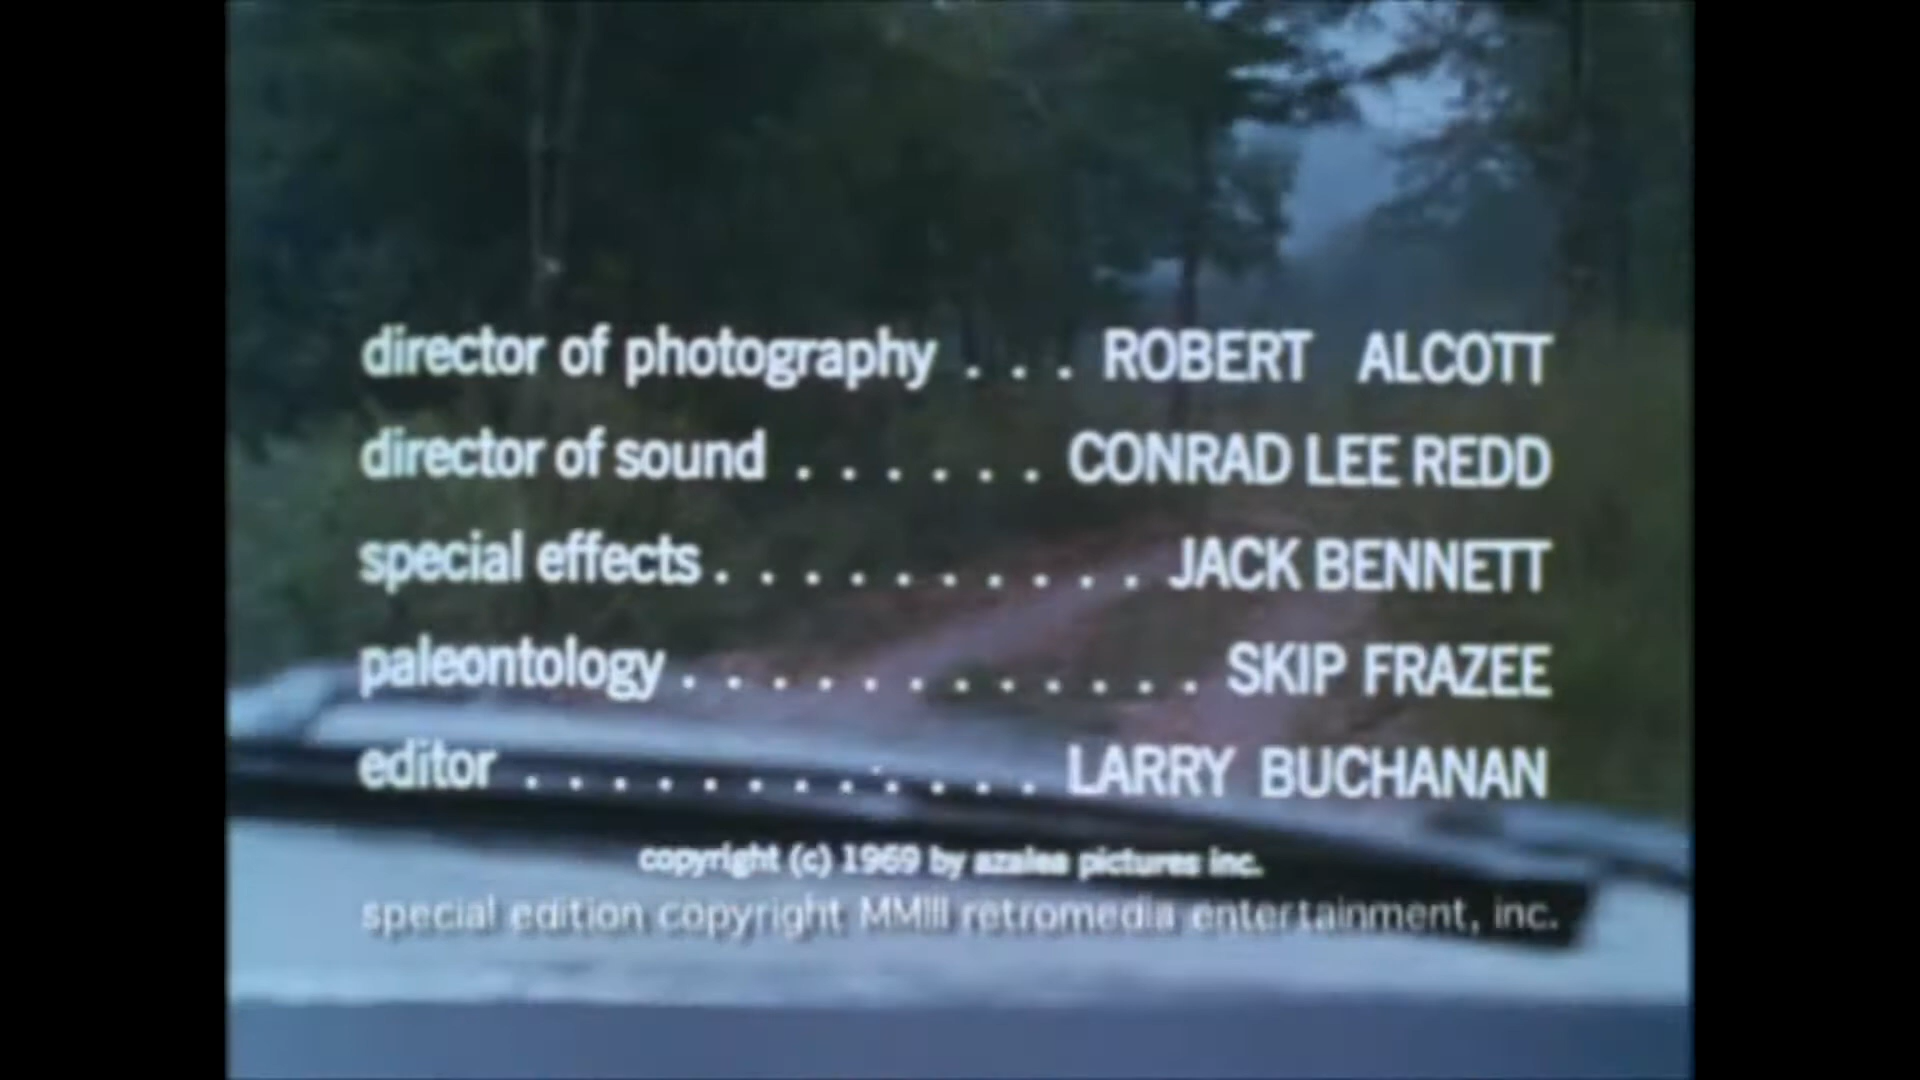 director of photography . . . ROBERT ALCOTT
director of sound . . . . . . CONRAD LEE REDD
special effects . . . . . . . . . . JACK BENNETT
paleontology . . . . . . . . . . . . SKIP FRAZEE
editor . . . . . . . . . . . . LARRY BUCHANAN
copyright (c) 1969 by azalea pictures inc.
special edition copyright MMIII retromedia entertainment, inc.